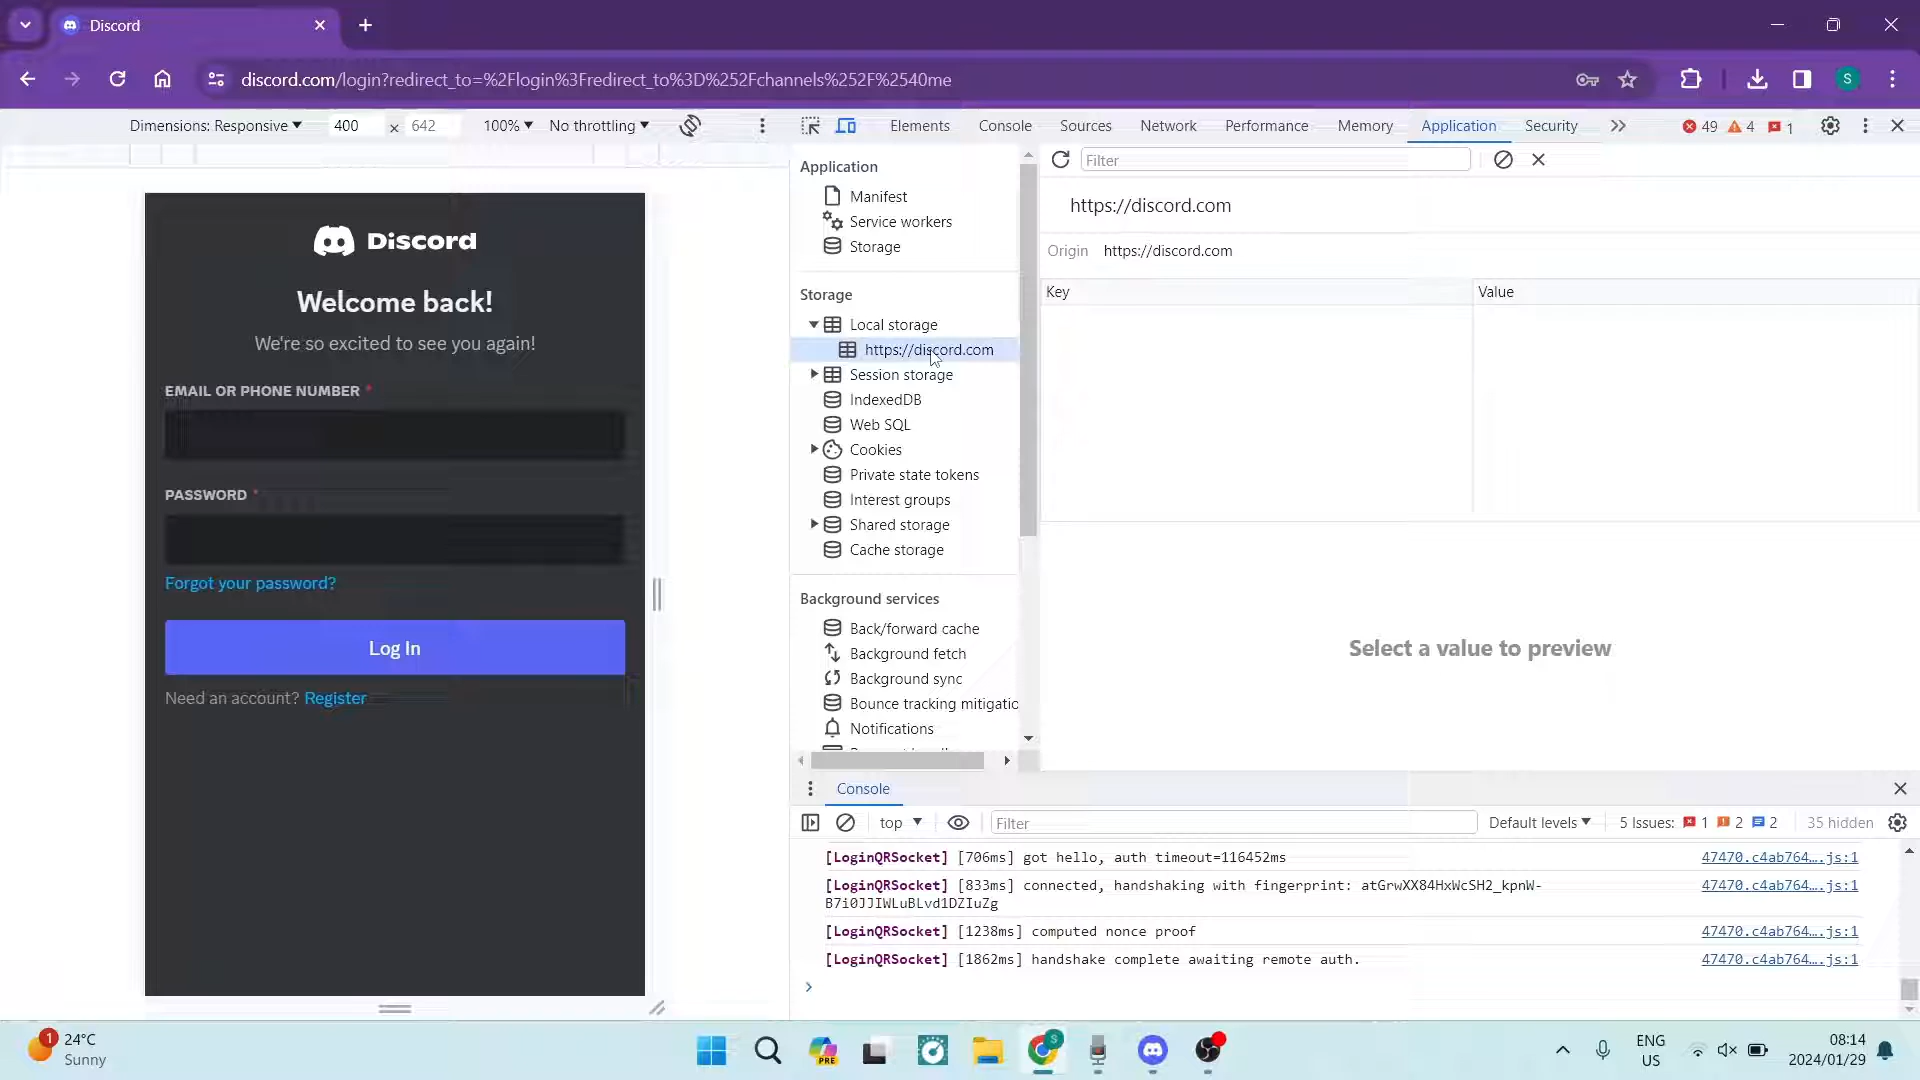 Discord
discord.com/login?redirect_to=%2Flogin%3Fredirect_to%3D%252Fchannels%252F%2540me
S
Dimensions: Responsive 400 x 642 100% No throttling
Elements Console Sources Network Performance Memory Application Security 49 4 1
Discord
Welcome back!
We're so excited to see you again!
EMAIL OR PHONE NUMBER *
PASSWORD *
Forgot your password?
Log In
Need an account? Register
Application
Manifest
Service workers
Storage
Storage
Local storage
https://discord.com
Session storage
IndexedDB
Web SQL
Cookies
Private state tokens
Interest groups
Shared storage
Cache storage
Background services
Back/forward cache
Background fetch
Background sync
Bounce tracking mitigatio
Notifications
Filter
https://discord.com
Origin https://discord.com
Key Value
Select a value to preview
Console
top Filter Default levels 5 Issues: 1 2 2 35 hidden
[LoginQRSocket] [706ms] got hello, auth timeout=116452ms 47470.c4ab764….js:1
[LoginQRSocket] [833ms] connected, handshaking with fingerprint: atGrwXX84HxWcSH2_kpnW- 47470.c4ab764….js:1
B7i0JJIWLuBLvd1DZIuZg
[LoginQRSocket] [1238ms] computed nonce proof 47470.c4ab764….js:1
[LoginQRSocket] [1862ms] handshake complete awaiting remote auth. 47470.c4ab764….js:1
1
24°C
Sunny
PRE
S
ENG
US
08:14
2024/01/29